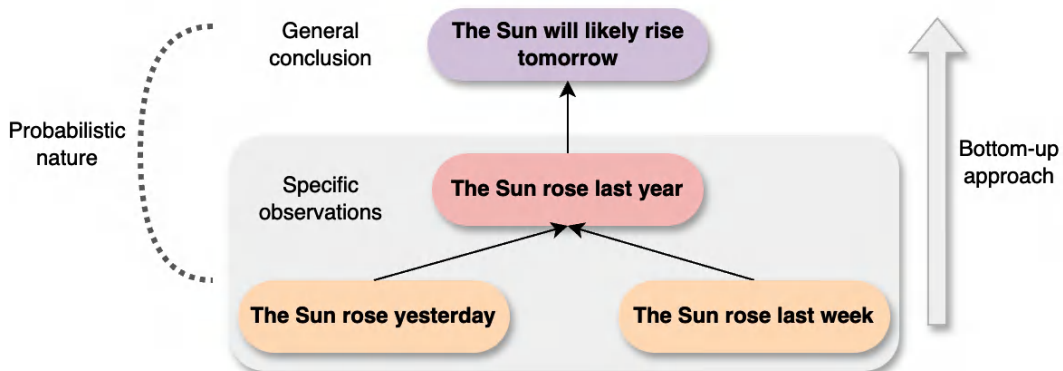 General
conclusion
The Sun will likely rise
tomorrow
Probabilistic
nature
Bottom-up
approach
Specific
observations
The Sun rose last year
The Sun rose yesterday
The Sun rose last week